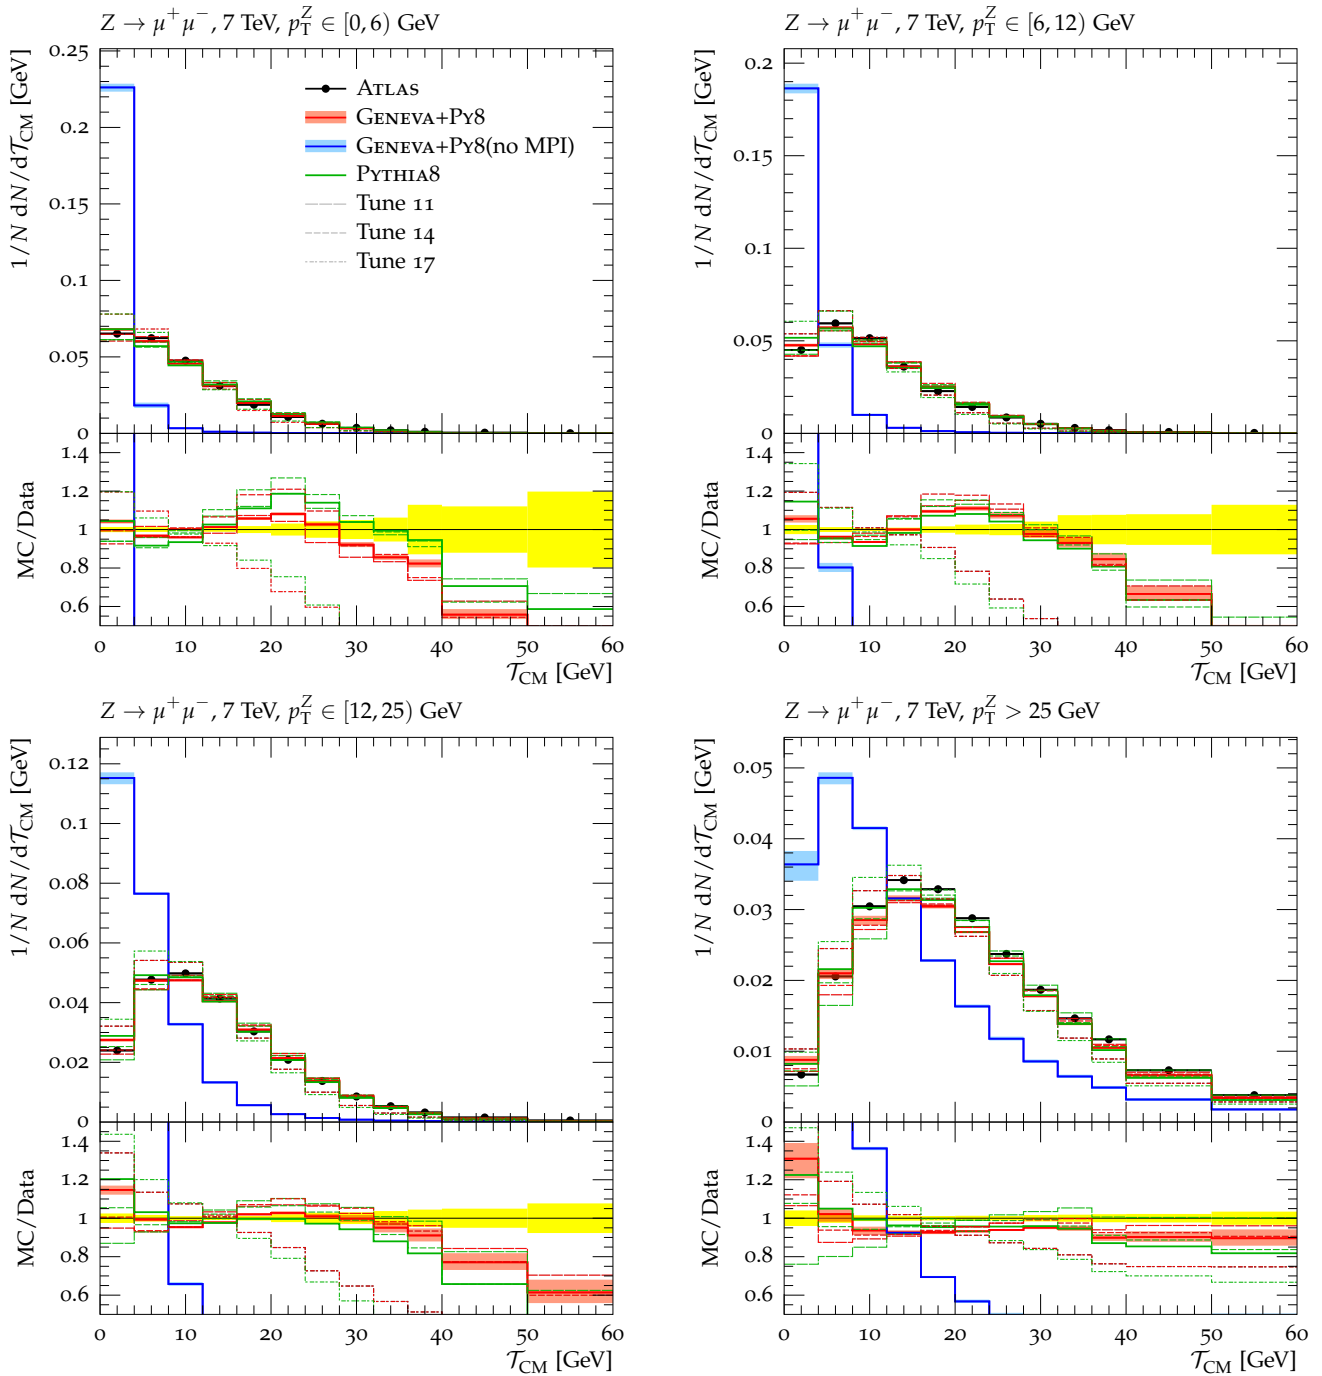 Z → μ⁺μ⁻, 7 TeV, p_T^Z ∈ [0, 6) GeV
1/N dN/d𝒯_CM [GeV]
0.25
0.2
0.15
0.1
0.05
0
ATLAS
GENEVA+PY8
GENEVA+PY8(no MPI)
PYTHIA8
Tune 11
Tune 14
Tune 17
MC/Data
1.4
1.2
1
0.8
0.6
0 10 20 30 40 50 60
𝒯_CM [GeV]
Z → μ⁺μ⁻, 7 TeV, p_T^Z ∈ [6, 12) GeV
1/N dN/d𝒯_CM [GeV]
0.2
0.15
0.1
0.05
0
MC/Data
1.4
1.2
1
0.8
0.6
0 10 20 30 40 50 60
𝒯_CM [GeV]
Z → μ⁺μ⁻, 7 TeV, p_T^Z ∈ [12, 25) GeV
1/N dN/d𝒯_CM [GeV]
0.12
0.1
0.08
0.06
0.04
0.02
0
MC/Data
1.4
1.2
1
0.8
0.6
0 10 20 30 40 50 60
𝒯_CM [GeV]
Z → μ⁺μ⁻, 7 TeV, p_T^Z > 25 GeV
1/N dN/d𝒯_CM [GeV]
0.05
0.04
0.03
0.02
0.01
0
MC/Data
1.4
1.2
1
0.8
0.6
0 10 20 30 40 50 60
𝒯_CM [GeV]